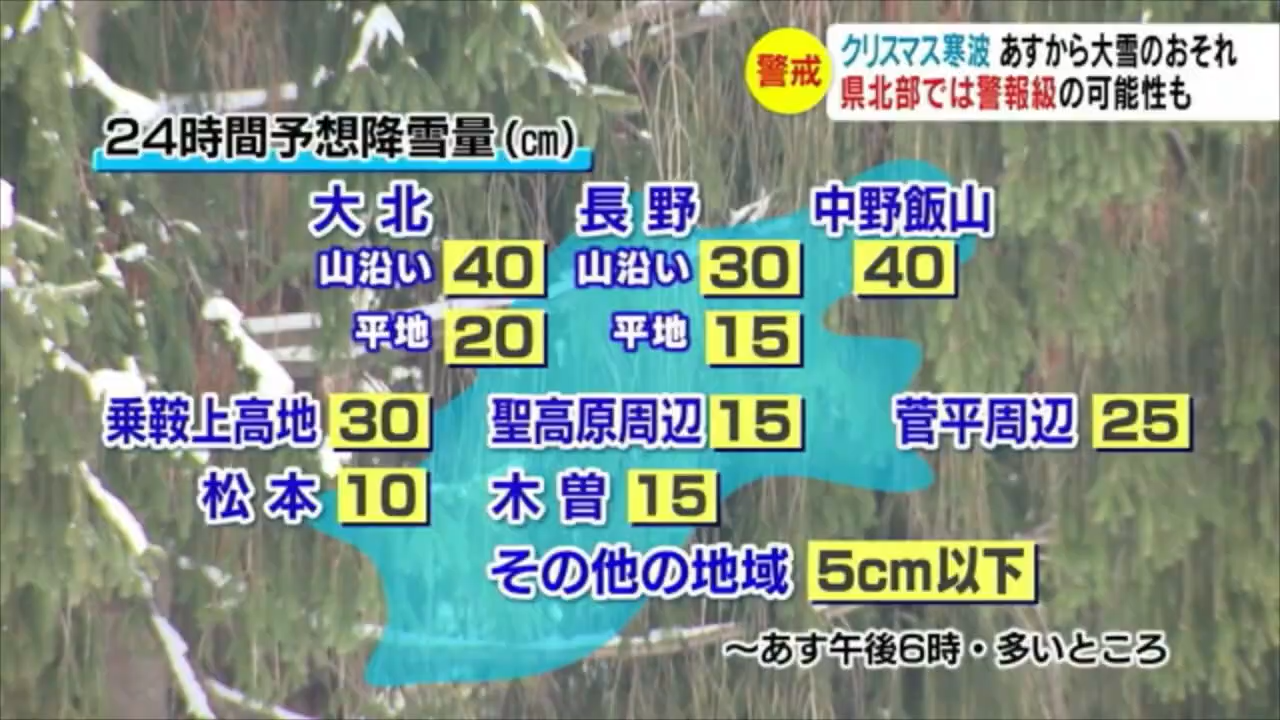 警戒
クリスマス寒波 あすから大雪のおそれ
県北部では警報級の可能性も
24時間予想降雪量(㎝)
大北 長野 中野飯山
山沿い 40 山沿い 30 40
平地 20 平地 15
乗鞍上高地 30 聖高原周辺 15 菅平周辺 25
松本 10 木曽 15
その他の地域 5cm以下
～あす午後6時・多いところ